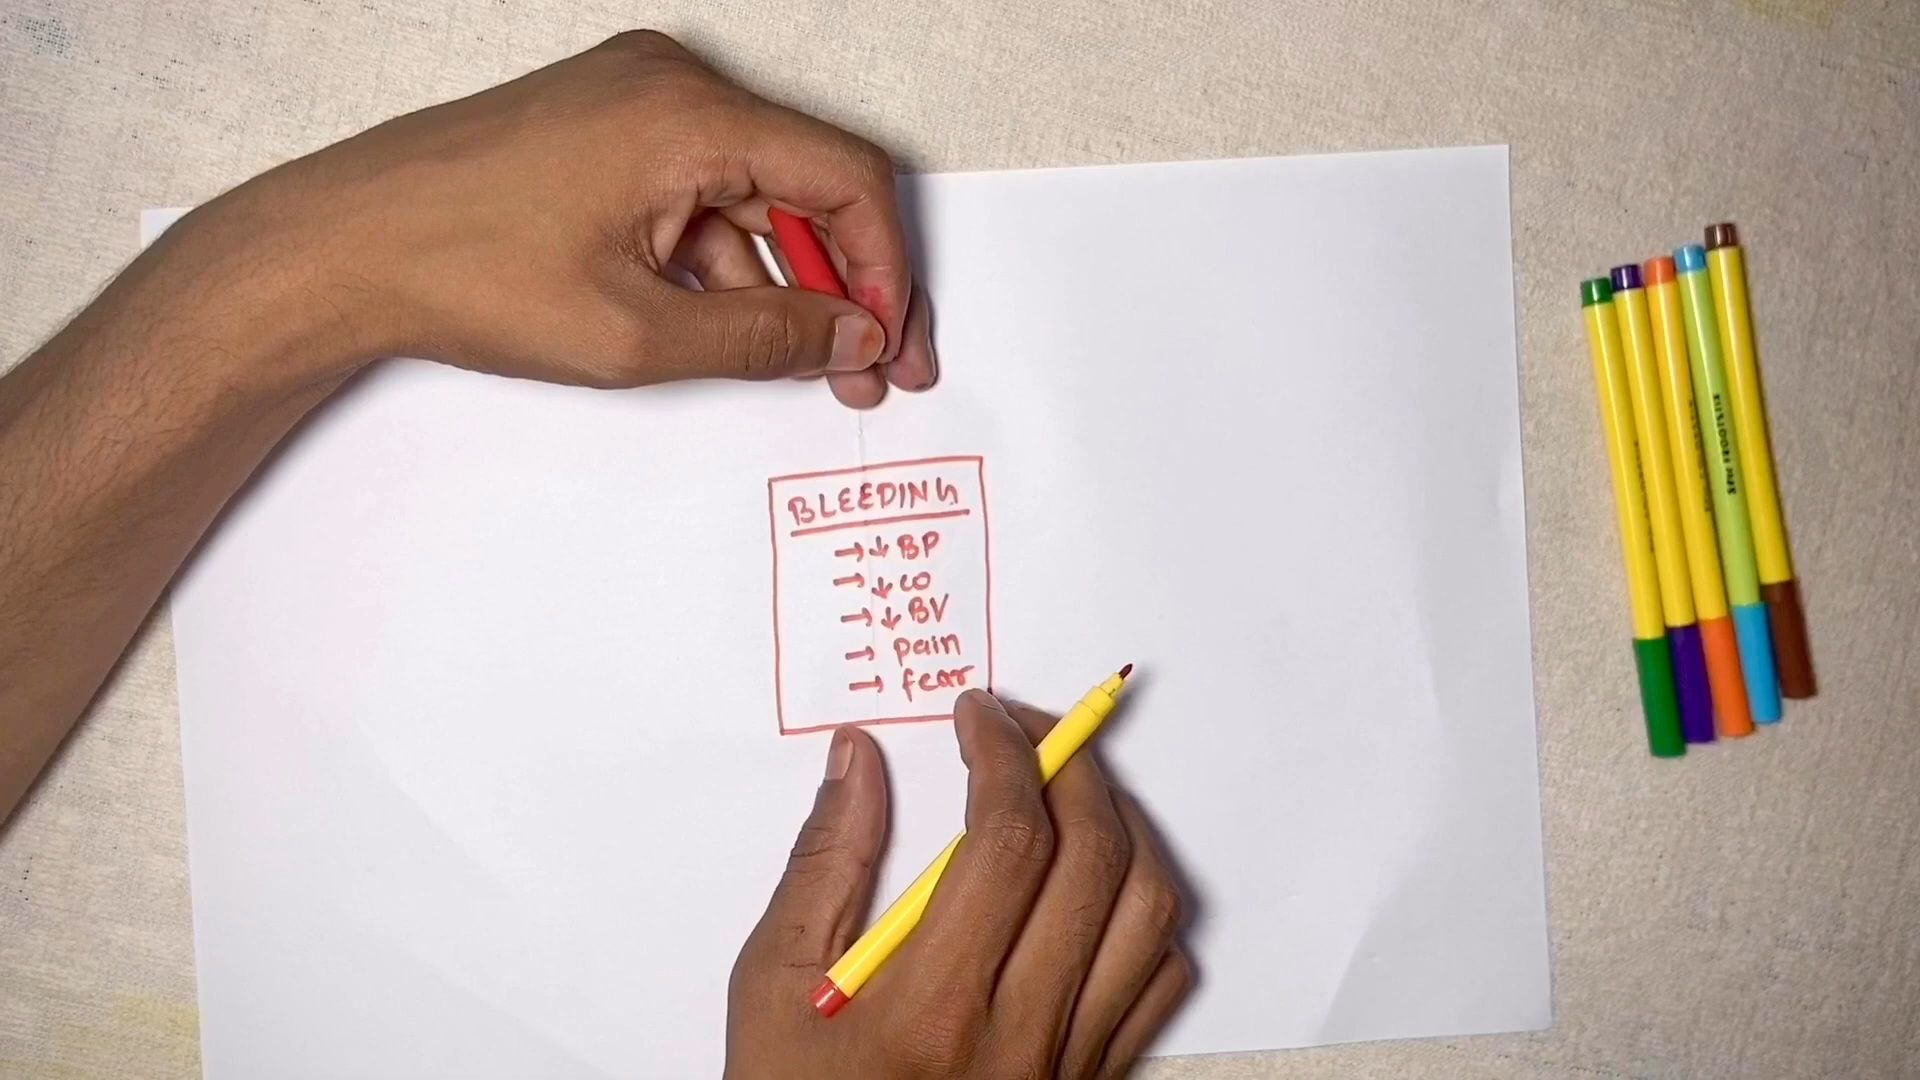 BLEEDING
→ ↓ BP
→ ↓ CO
→ ↓ BV
→ pain
→ fear